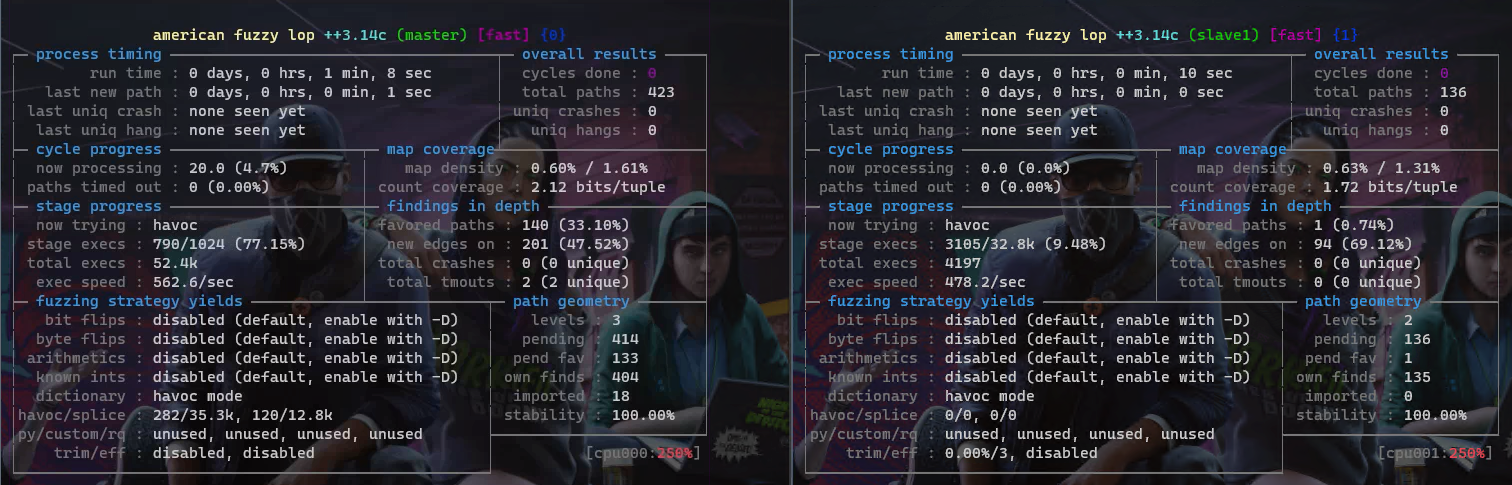 american fuzzy lop ++3.14c (master) [fast] {0}
process timing overall results
run time : 0 days, 0 hrs, 1 min, 8 sec cycles done : 0
last new path : 0 days, 0 hrs, 0 min, 1 sec total paths : 423
last uniq crash : none seen yet uniq crashes : 0
last uniq hang : none seen yet uniq hangs : 0
cycle progress map coverage
now processing : 20.0 (4.7%) map density : 0.60% / 1.61%
paths timed out : 0 (0.00%) count coverage : 2.12 bits/tuple
stage progress findings in depth
now trying : havoc favored paths : 140 (33.10%)
stage execs : 790/1024 (77.15%) new edges on : 201 (47.52%)
total execs : 52.4k total crashes : 0 (0 unique)
exec speed : 562.6/sec total tmouts : 2 (2 unique)
fuzzing strategy yields path geometry
bit flips : disabled (default, enable with -D) levels : 3
byte flips : disabled (default, enable with -D) pending : 414
arithmetics : disabled (default, enable with -D) pend fav : 133
known ints : disabled (default, enable with -D) own finds : 404
dictionary : havoc mode imported : 18
havoc/splice : 282/35.3k, 120/12.8k stability : 100.00%
py/custom/rq : unused, unused, unused, unused
trim/eff : disabled, disabled [cpu000:250%]
american fuzzy lop ++3.14c (slave1) [fast] {1}
process timing overall results
run time : 0 days, 0 hrs, 0 min, 10 sec cycles done : 0
last new path : 0 days, 0 hrs, 0 min, 0 sec total paths : 136
last uniq crash : none seen yet uniq crashes : 0
last uniq hang : none seen yet uniq hangs : 0
cycle progress map coverage
now processing : 0.0 (0.0%) map density : 0.63% / 1.31%
paths timed out : 0 (0.00%) count coverage : 1.72 bits/tuple
stage progress findings in depth
now trying : havoc favored paths : 1 (0.74%)
stage execs : 3105/32.8k (9.48%) new edges on : 94 (69.12%)
total execs : 4197 total crashes : 0 (0 unique)
exec speed : 478.2/sec total tmouts : 0 (0 unique)
fuzzing strategy yields path geometry
bit flips : disabled (default, enable with -D) levels : 2
byte flips : disabled (default, enable with -D) pending : 136
arithmetics : disabled (default, enable with -D) pend fav : 1
known ints : disabled (default, enable with -D) own finds : 135
dictionary : havoc mode imported : 0
havoc/splice : 0/0, 0/0 stability : 100.00%
py/custom/rq : unused, unused, unused, unused
trim/eff : 0.00%/3, disabled [cpu001:250%]